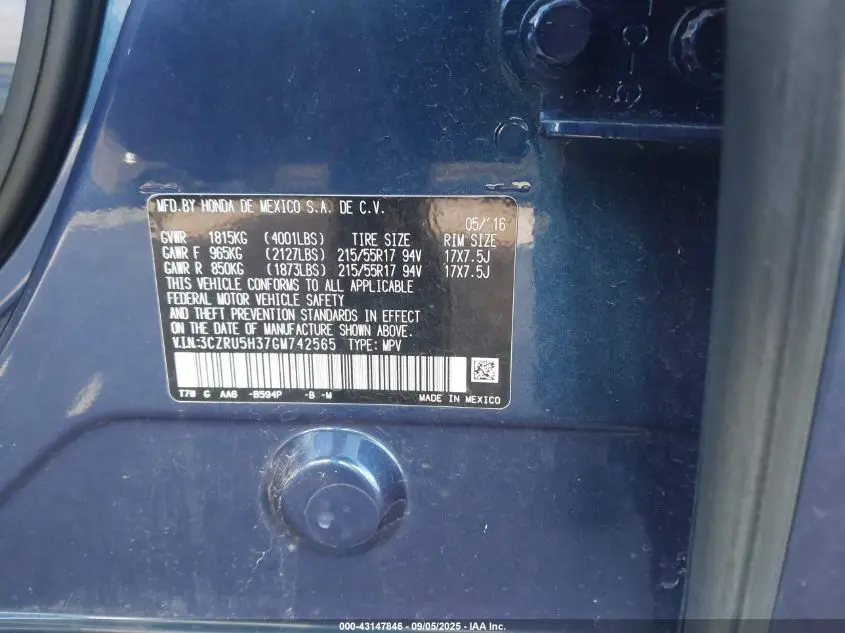 MFD.BY HONDA DE MEXICO S.A. DE C.V.
05/'16
GVWR 1815KG (4001LBS) TIRE SIZE RIM SIZE
GAWR F 965KG (2127LBS) 215/55R17 94V 17X7.5J
GAWR R 850KG (1873LBS) 215/55R17 94V 17X7.5J
THIS VEHICLE CONFORMS TO ALL APPLICABLE
FEDERAL MOTOR VEHICLE SAFETY
AND THEFT PREVENTION STANDARDS IN EFFECT
ON THE DATE OF MANUFACTURE SHOWN ABOVE.
V.I.N:3CZRU5H37GM742565 TYPE: MPV
T7W G AA6 -B594P -B -M MADE IN MEXICO
000-43147846 - 09/05/2025 - IAA Inc.